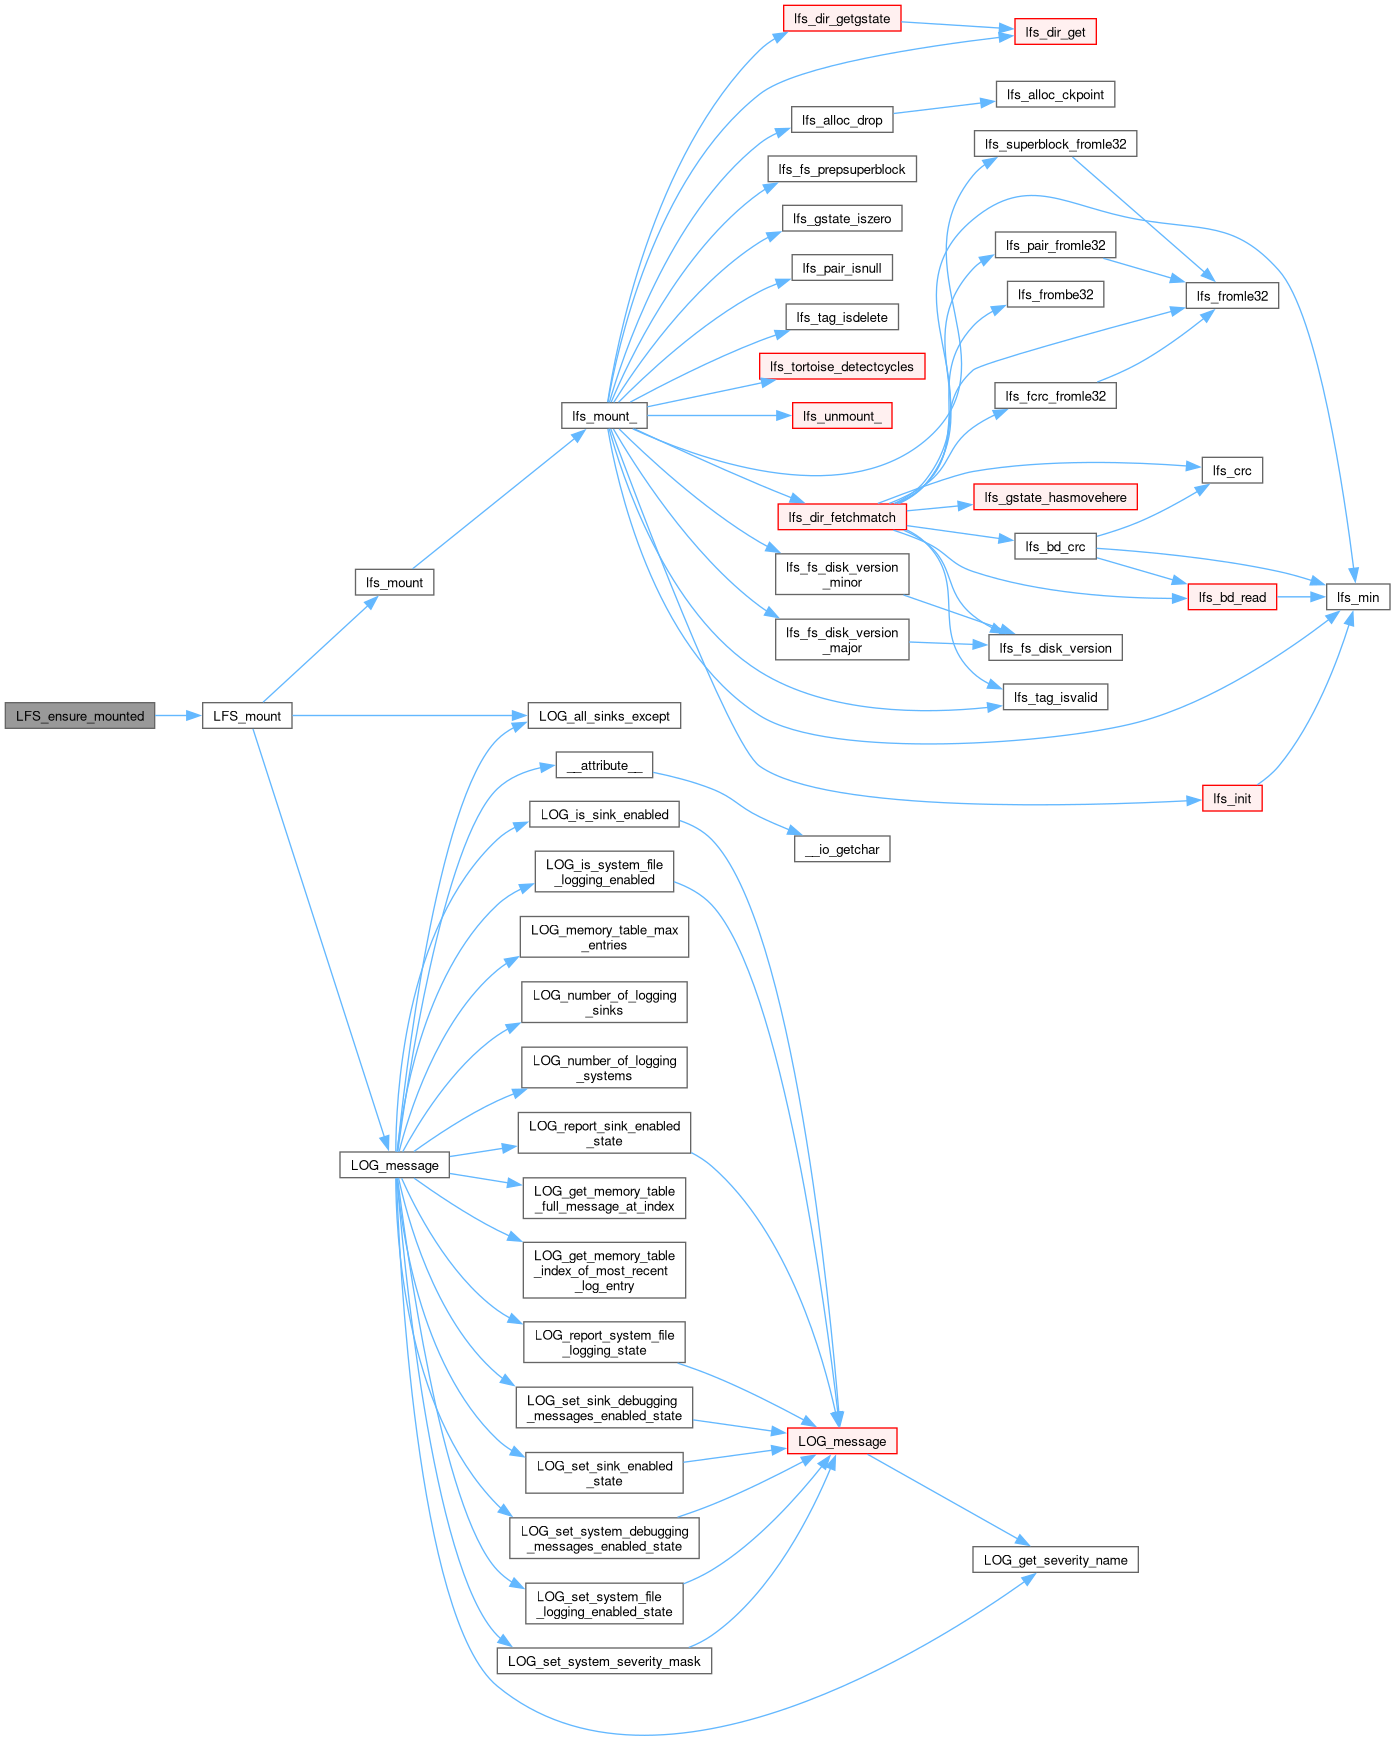 lfs_dir_getgstate
lfs_dir_get
lfs_alloc_ckpoint
lfs_alloc_drop
lfs_superblock_fromle32
lfs_fs_prepsuperblock
lfs_gstate_iszero
lfs_pair_fromle32
lfs_pair_isnull
lfs_frombe32
lfs_fromle32
lfs_tag_isdelete
lfs_tortoise_detectcycles
lfs_fcrc_fromle32
lfs_mount_
lfs_unmount_
lfs_crc
lfs_gstate_hasmovehere
lfs_dir_fetchmatch
lfs_bd_crc
lfs_fs_disk_version
_minor
lfs_mount
lfs_bd_read
lfs_min
lfs_fs_disk_version
_major
lfs_fs_disk_version
lfs_tag_isvalid
LFS_ensure_mounted
LFS_mount
LOG_all_sinks_except
__attribute__
lfs_init
LOG_is_sink_enabled
__io_getchar
LOG_is_system_file
_logging_enabled
LOG_memory_table_max
_entries
LOG_number_of_logging
_sinks
LOG_number_of_logging
_systems
LOG_report_sink_enabled
_state
LOG_message
LOG_get_memory_table
_full_message_at_index
LOG_get_memory_table
_index_of_most_recent
_log_entry
LOG_report_system_file
_logging_state
LOG_set_sink_debugging
_messages_enabled_state
LOG_message
LOG_set_sink_enabled
_state
LOG_set_system_debugging
_messages_enabled_state
LOG_get_severity_name
LOG_set_system_file
_logging_enabled_state
LOG_set_system_severity_mask